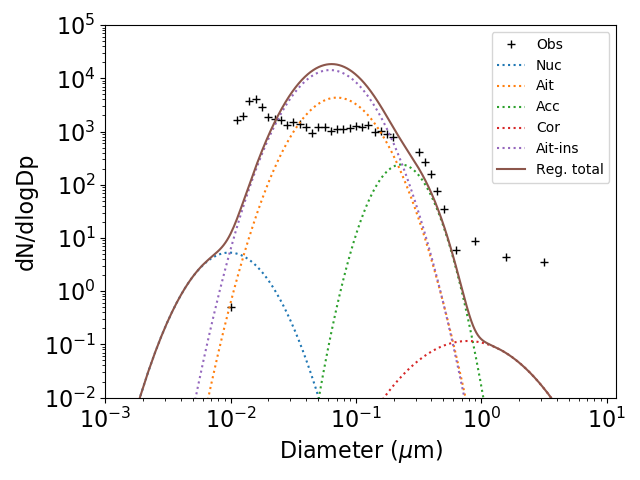 10^5
10^4
10^3
10^2
10^1
10^0
10^−1
10^−2
dN/dlogDp
10^−3
10^−2
10^−1
10^0
10^1
Diameter (μm)
Obs
Nuc
Ait
Acc
Cor
Ait-ins
Reg. total